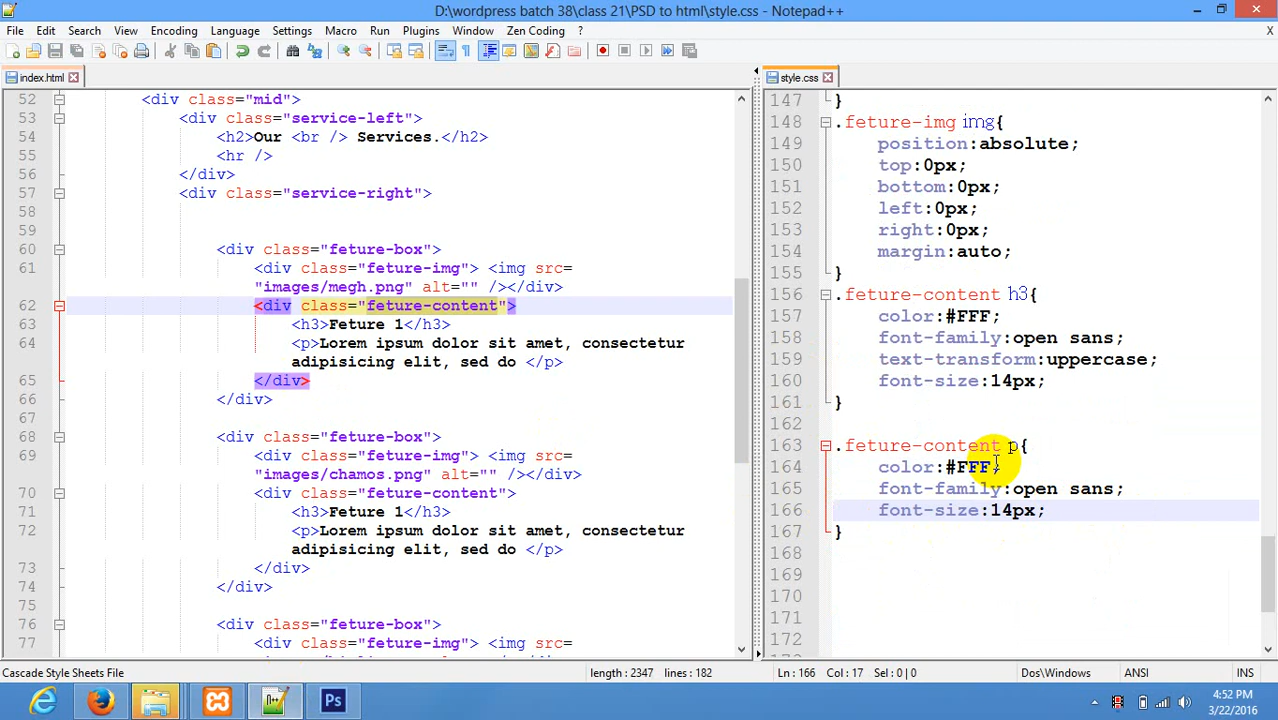 D:\wordpress batch 38\class 21\PSD to html\style.css - Notepad++
File Edit Search View Encoding Language Settings Macro Run Plugins Window Zen Coding ? X
index.html
52 <div class="mid">
53 <div class="service-left">
54 <h2>Our <br /> Services.</h2>
55 <hr />
56 </div>
57 <div class="service-right">
58
59
60 <div class="feture-box">
61 <div class="feture-img"> <img src=
"images/megh.png" alt="" /></div>
62 <div class="feture-content">
63 <h3>Feture 1</h3>
64 <p>Lorem ipsum dolor sit amet, consectetur
adipisicing elit, sed do </p>
65 </div>
66 </div>
67
68 <div class="feture-box">
69 <div class="feture-img"> <img src=
"images/chamos.png" alt="" /></div>
70 <div class="feture-content">
71 <h3>Feture 1</h3>
72 <p>Lorem ipsum dolor sit amet, consectetur
adipisicing elit, sed do </p>
73 </div>
74 </div>
75
76 <div class="feture-box">
77 <div class="feture-img"> <img src=
style.css
147 }
148 .feture-img img{
149 position:absolute;
150 top:0px;
151 bottom:0px;
152 left:0px;
153 right:0px;
154 margin:auto;
155 }
156 .feture-content h3{
157 color:#FFF;
158 font-family:open sans;
159 text-transform:uppercase;
160 font-size:14px;
161 }
162
163 .feture-content p{
164 color:#FFF;
165 font-family:open sans;
166 font-size:14px;
167 }
168
169
170
171
172
Cascade Style Sheets File length : 2347 lines : 182 Ln : 166 Col : 17 Sel : 0 | 0 Dos\Windows ANSI INS
Ps
4:52 PM
3/22/2016